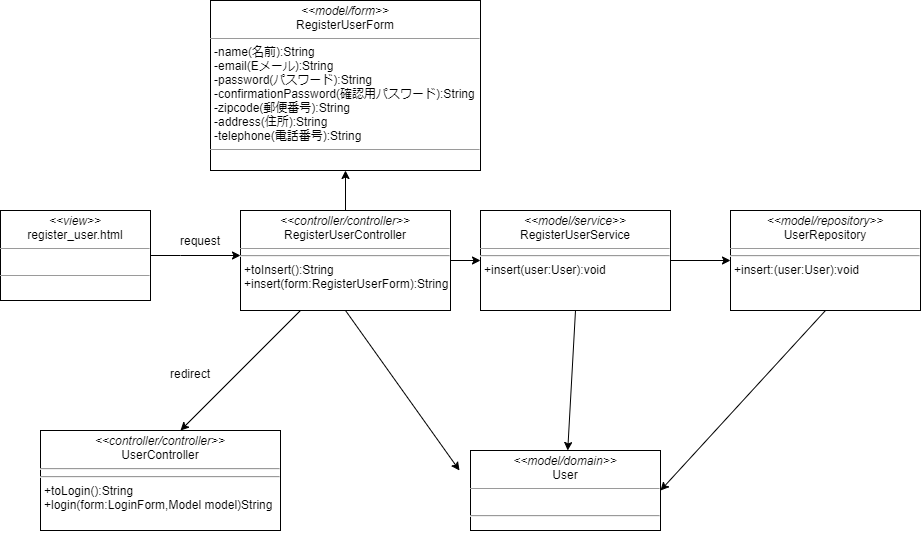 <<model/form>>
RegisterUserForm
-name(名前):String
-email(Eメール):String
-password(パスワード):String
-confirmationPassword(確認用パスワード):String
-zipcode(郵便番号):String
-address(住所):String
-telephone(電話番号):String
<<view>>
register_user.html
request
<<controller/controller>>
RegisterUserController
+toInsert():String
+insert(form:RegisterUserForm):String
<<model/service>>
RegisterUserService
+insert(user:User):void
<<model/repository>>
UserRepository
+insert:(user:User):void
redirect
<<controller/controller>>
UserController
+toLogin():String
+login(form:LoginForm,Model model)String
<<model/domain>>
User